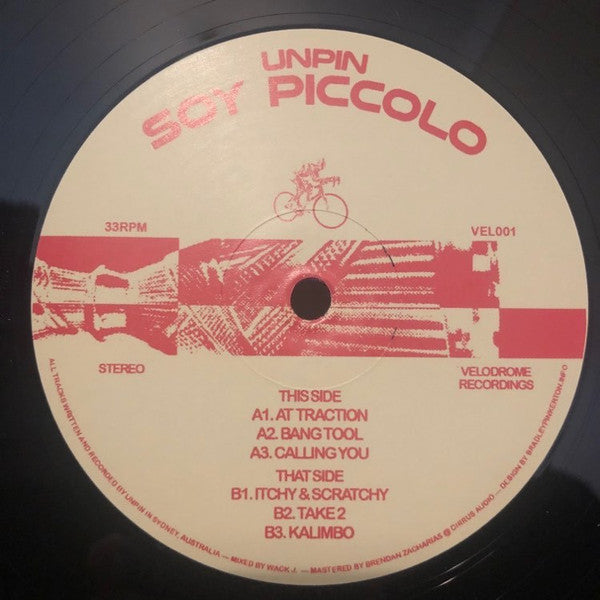 UNPIN
SOY PICCOLO
33RPM
VEL001
STEREO
VELODROME
RECORDINGS
THIS SIDE
A1. AT TRACTION
A2. BANG TOOL
A3. CALLING YOU
THAT SIDE
B1. ITCHY & SCRATCHY
B2. TAKE 2
B3. KALIMBO
ALL TRACKS WRITTEN AND RECORDED BY UNPIN IN SYDNEY, AUSTRALIA — MIXED BY WACK J. — MASTERED BY BRENDAN ZACHARIAS @ CIRRUS AUDIO — DESIGN BY BRADLEYPINKERTON.INFO